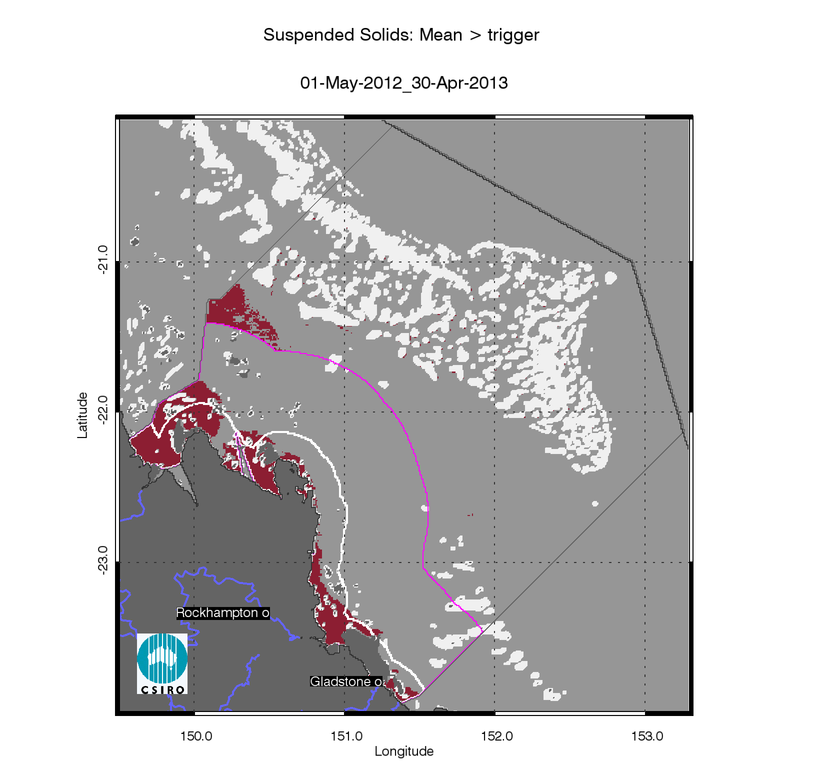 Suspended Solids: Mean > trigger
01-May-2012_30-Apr-2013
21.0
-22.0
-23.0
Latitude
Rockhampton o
Gladstone o
CSIRO
150.0 151.0 152.0 153.0
Longitude